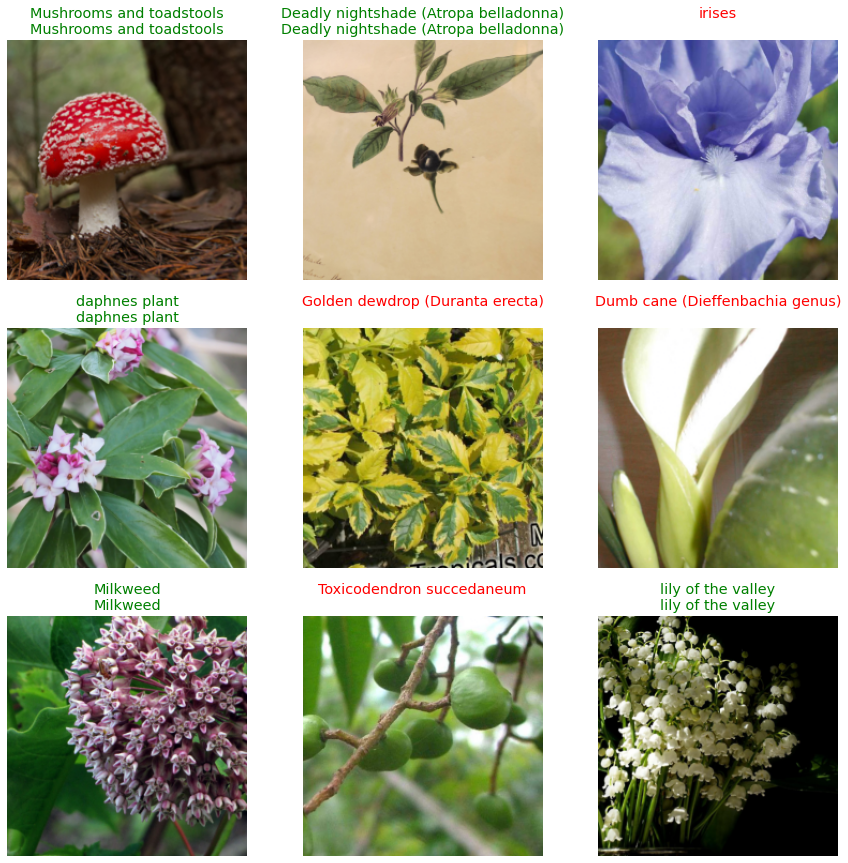 Mushrooms and toadstools
Mushrooms and toadstools
Deadly nightshade (Atropa belladonna)
Deadly nightshade (Atropa belladonna)
irises
daphnes plant
daphnes plant
Golden dewdrop (Duranta erecta)
Dumb cane (Dieffenbachia genus)
M
Tropicals.co
Milkweed
Milkweed
Toxicodendron succedaneum
lily of the valley
lily of the valley